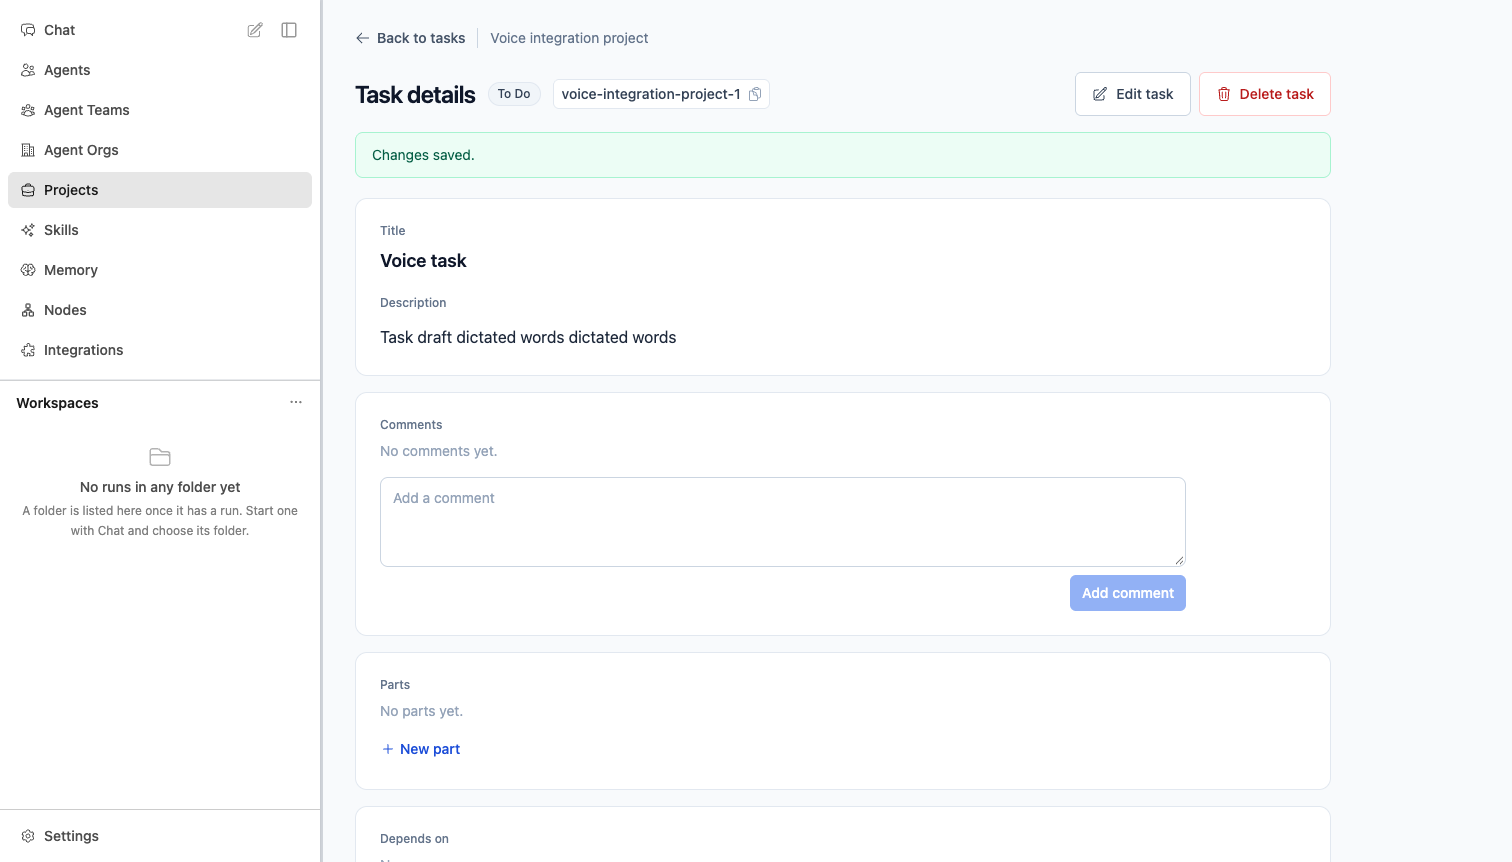 Chat
Agents
Agent Teams
Agent Orgs
Projects
Skills
Memory
Nodes
Integrations
Workspaces
No runs in any folder yet
A folder is listed here once it has a run. Start one
with Chat and choose its folder.
Settings
Back to tasks
Voice integration project
Task details
To Do
voice-integration-project-1
Edit task
Delete task
Changes saved.
Title
Voice task
Description
Task draft dictated words dictated words
Comments
No comments yet.
Add a comment
Add comment
Parts
No parts yet.
New part
Depends on